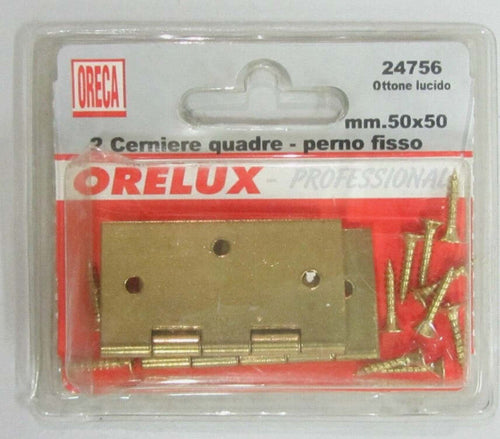 ORECA
24756
Ottone lucido
mm.50x50
2 Cerniere quadre - perno fisso
ORELUX - PROFESSIONAL